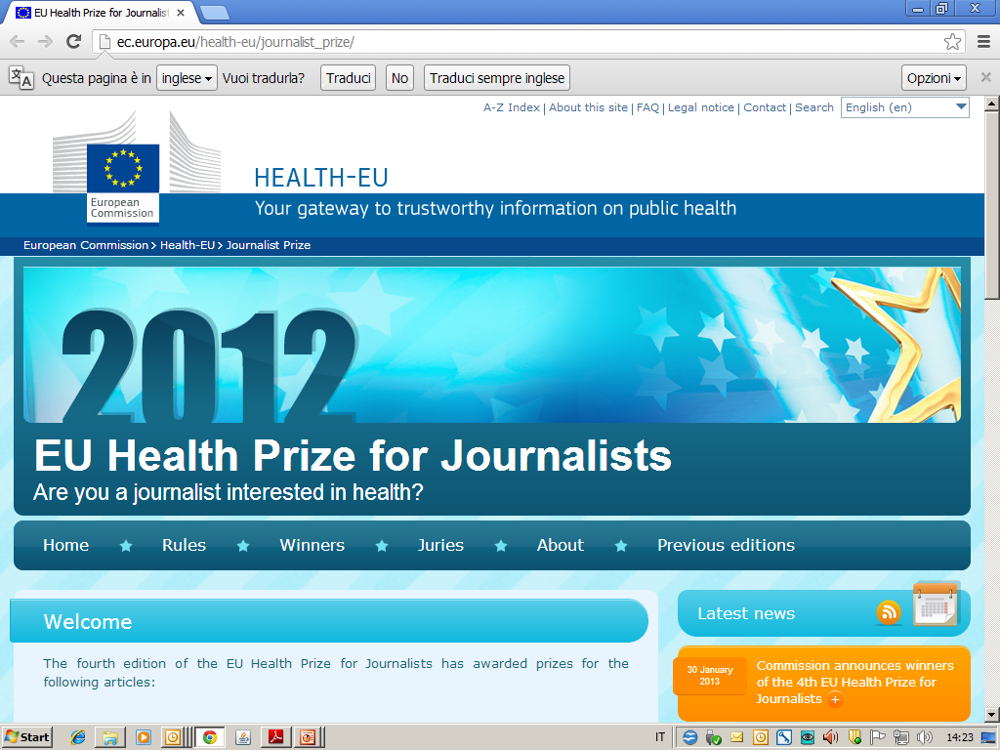 EU Health Prize for Journalist
ec.europa.eu/health-eu/journalist_prize/
Questa pagina è in inglese Vuoi tradurla? Traduci No Traduci sempre inglese Opzioni
A-Z Index | About this site | FAQ | Legal notice | Contact | Search English (en)
HEALTH-EU
European
Commission
Your gateway to trustworthy information on public health
European Commission > Health-EU > Journalist Prize
2012
EU Health Prize for Journalists
Are you a journalist interested in health?
Home Rules Winners Juries About Previous editions
Welcome
The fourth edition of the EU Health Prize for Journalists has awarded prizes for the
following articles:
Latest news
30 January
2013
Commission announces winners
of the 4th EU Health Prize for
Journalists +
Start IT 14:23